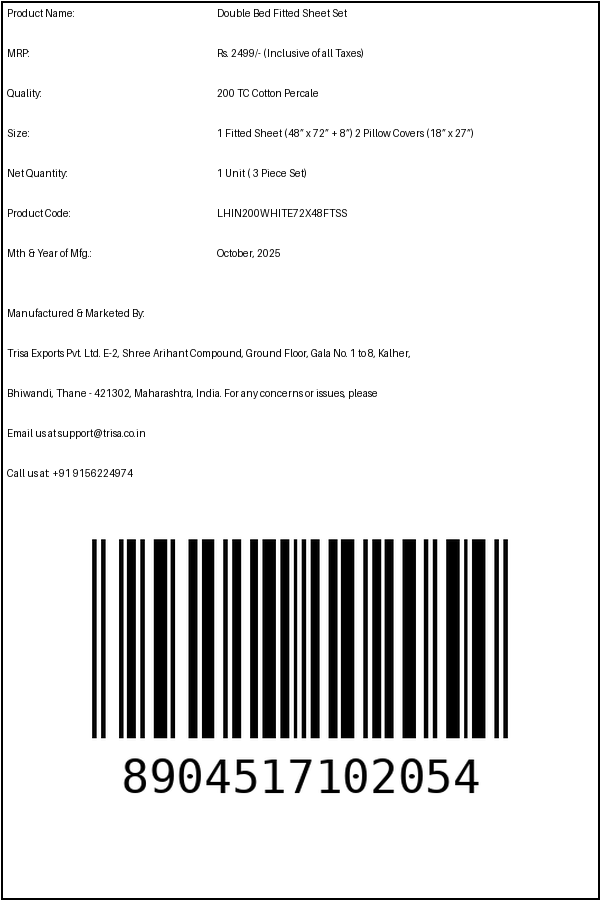 Product Name: Double Bed Fitted Sheet Set
MRP: Rs. 2499/- (Inclusive of all Taxes)
Quality: 200 TC Cotton Percale
Size: 1 Fitted Sheet (48” x 72” + 8”) 2 Pillow Covers (18” x 27”)
Net Quantity: 1 Unit ( 3 Piece Set)
Product Code: LHIN200WHITE72X48FTSS
Mth & Year of Mfg.: October, 2025
Manufactured & Marketed By:
Trisa Exports Pvt. Ltd. E-2, Shree Arihant Compound, Ground Floor, Gala No. 1 to 8, Kalher,
Bhiwandi, Thane - 421302, Maharashtra, India. For any concerns or issues, please
Email us at support@trisa.co.in
Call us at: +91 9156224974
8904517102054